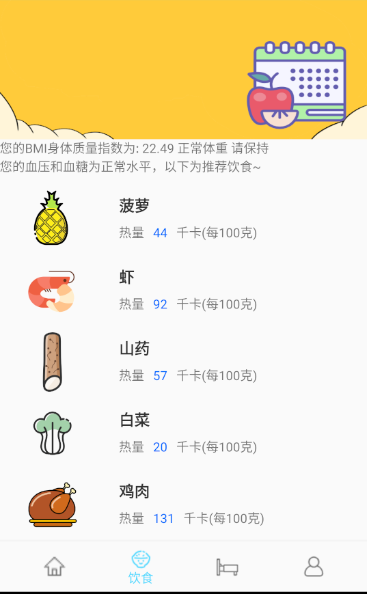 您的BMI身体质量指数为: 22.49 正常体重 请保持
您的血压和血糖为正常水平，以下为推荐饮食~
菠萝
热量 44 千卡(每100克)
虾
热量 92 千卡(每100克)
山药
热量 57 千卡(每100克)
白菜
热量 20 千卡(每100克)
鸡肉
热量 131 千卡(每100克)
饮食